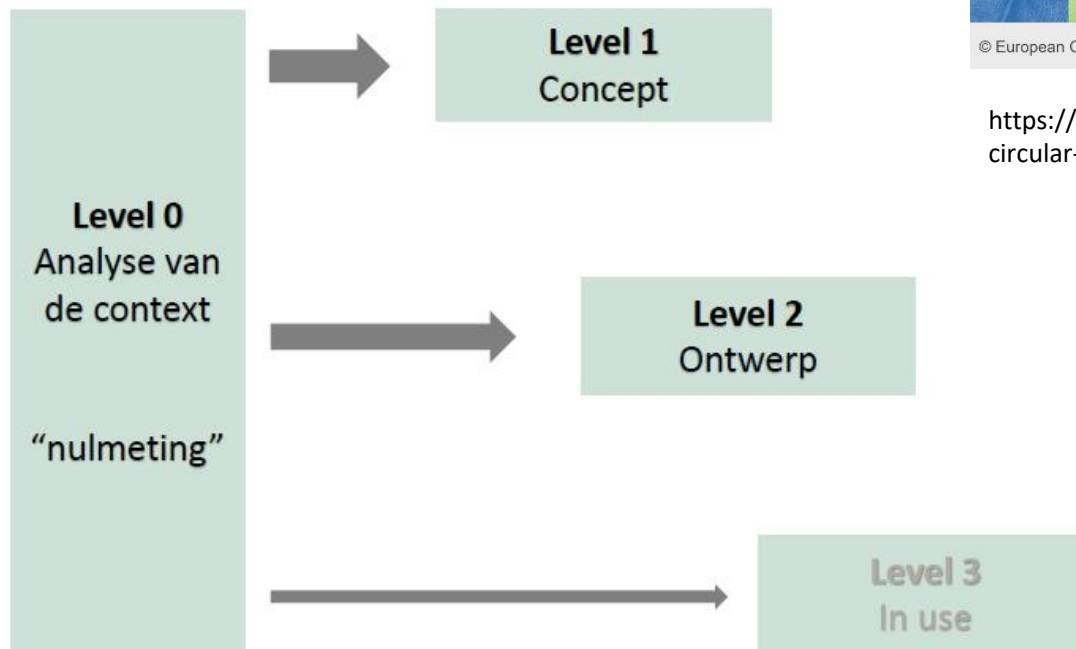 Level 0
Analyse van
de context
“nulmeting”
Level 1
Concept
Level 2
Ontwerp
Level 3
In use
© European
https://
circular-